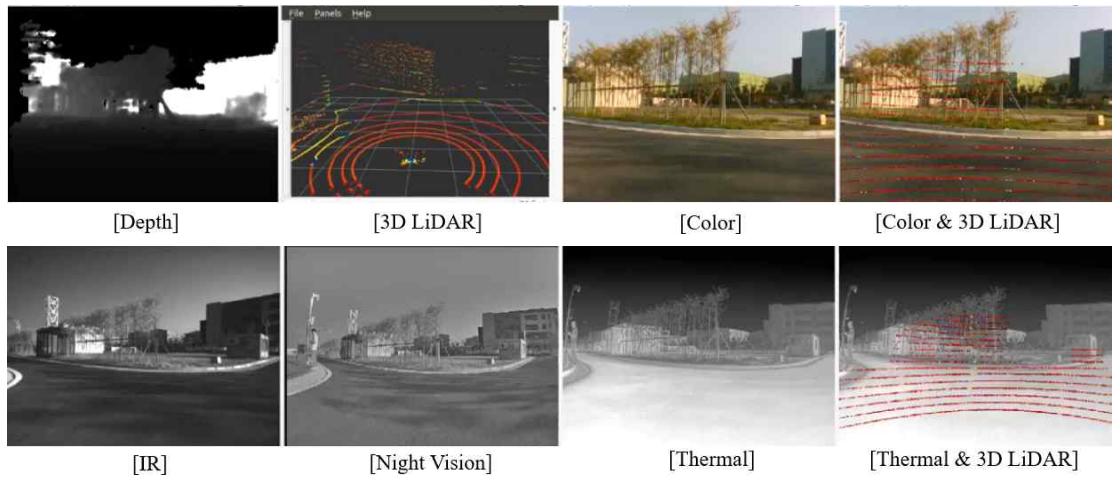 File Panels Help
[Depth] [3D LiDAR] [Color] [Color & 3D LiDAR]
[IR] [Night Vision] [Thermal] [Thermal & 3D LiDAR]